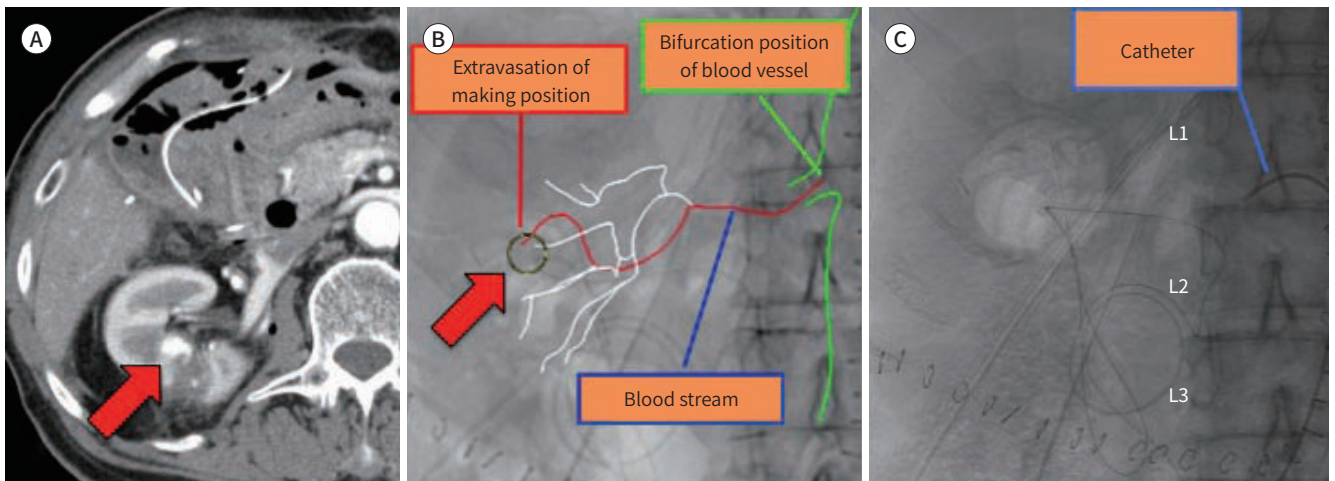 A
B
Extravasation of
making position
Bifurcation position
of blood vessel
Blood stream
C
Catheter
L1
L2
L3